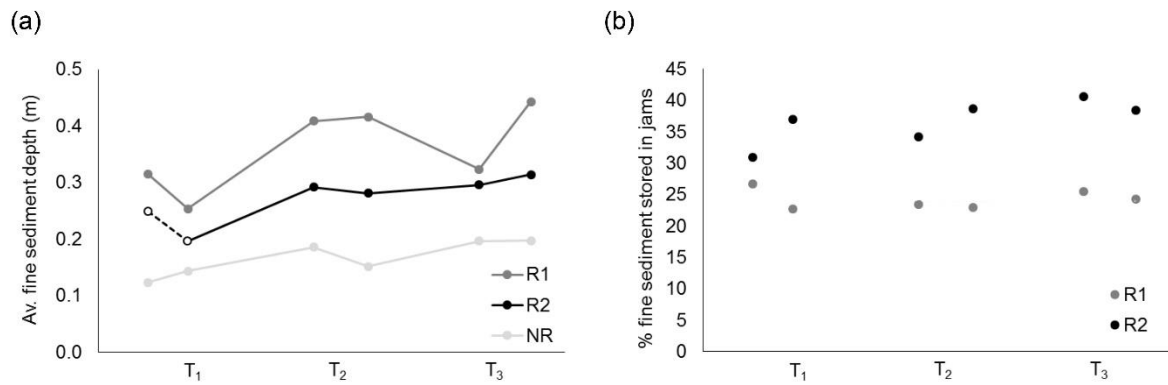 (a)
Av. fine sediment depth (m)
0.5
0.4
0.3
0.2
0.1
0.0
T1
T2
T3
R1
R2
NR
(b)
% fine sediment stored in jams
45
40
35
30
25
20
15
10
5
0
T1
T2
T3
R1
R2